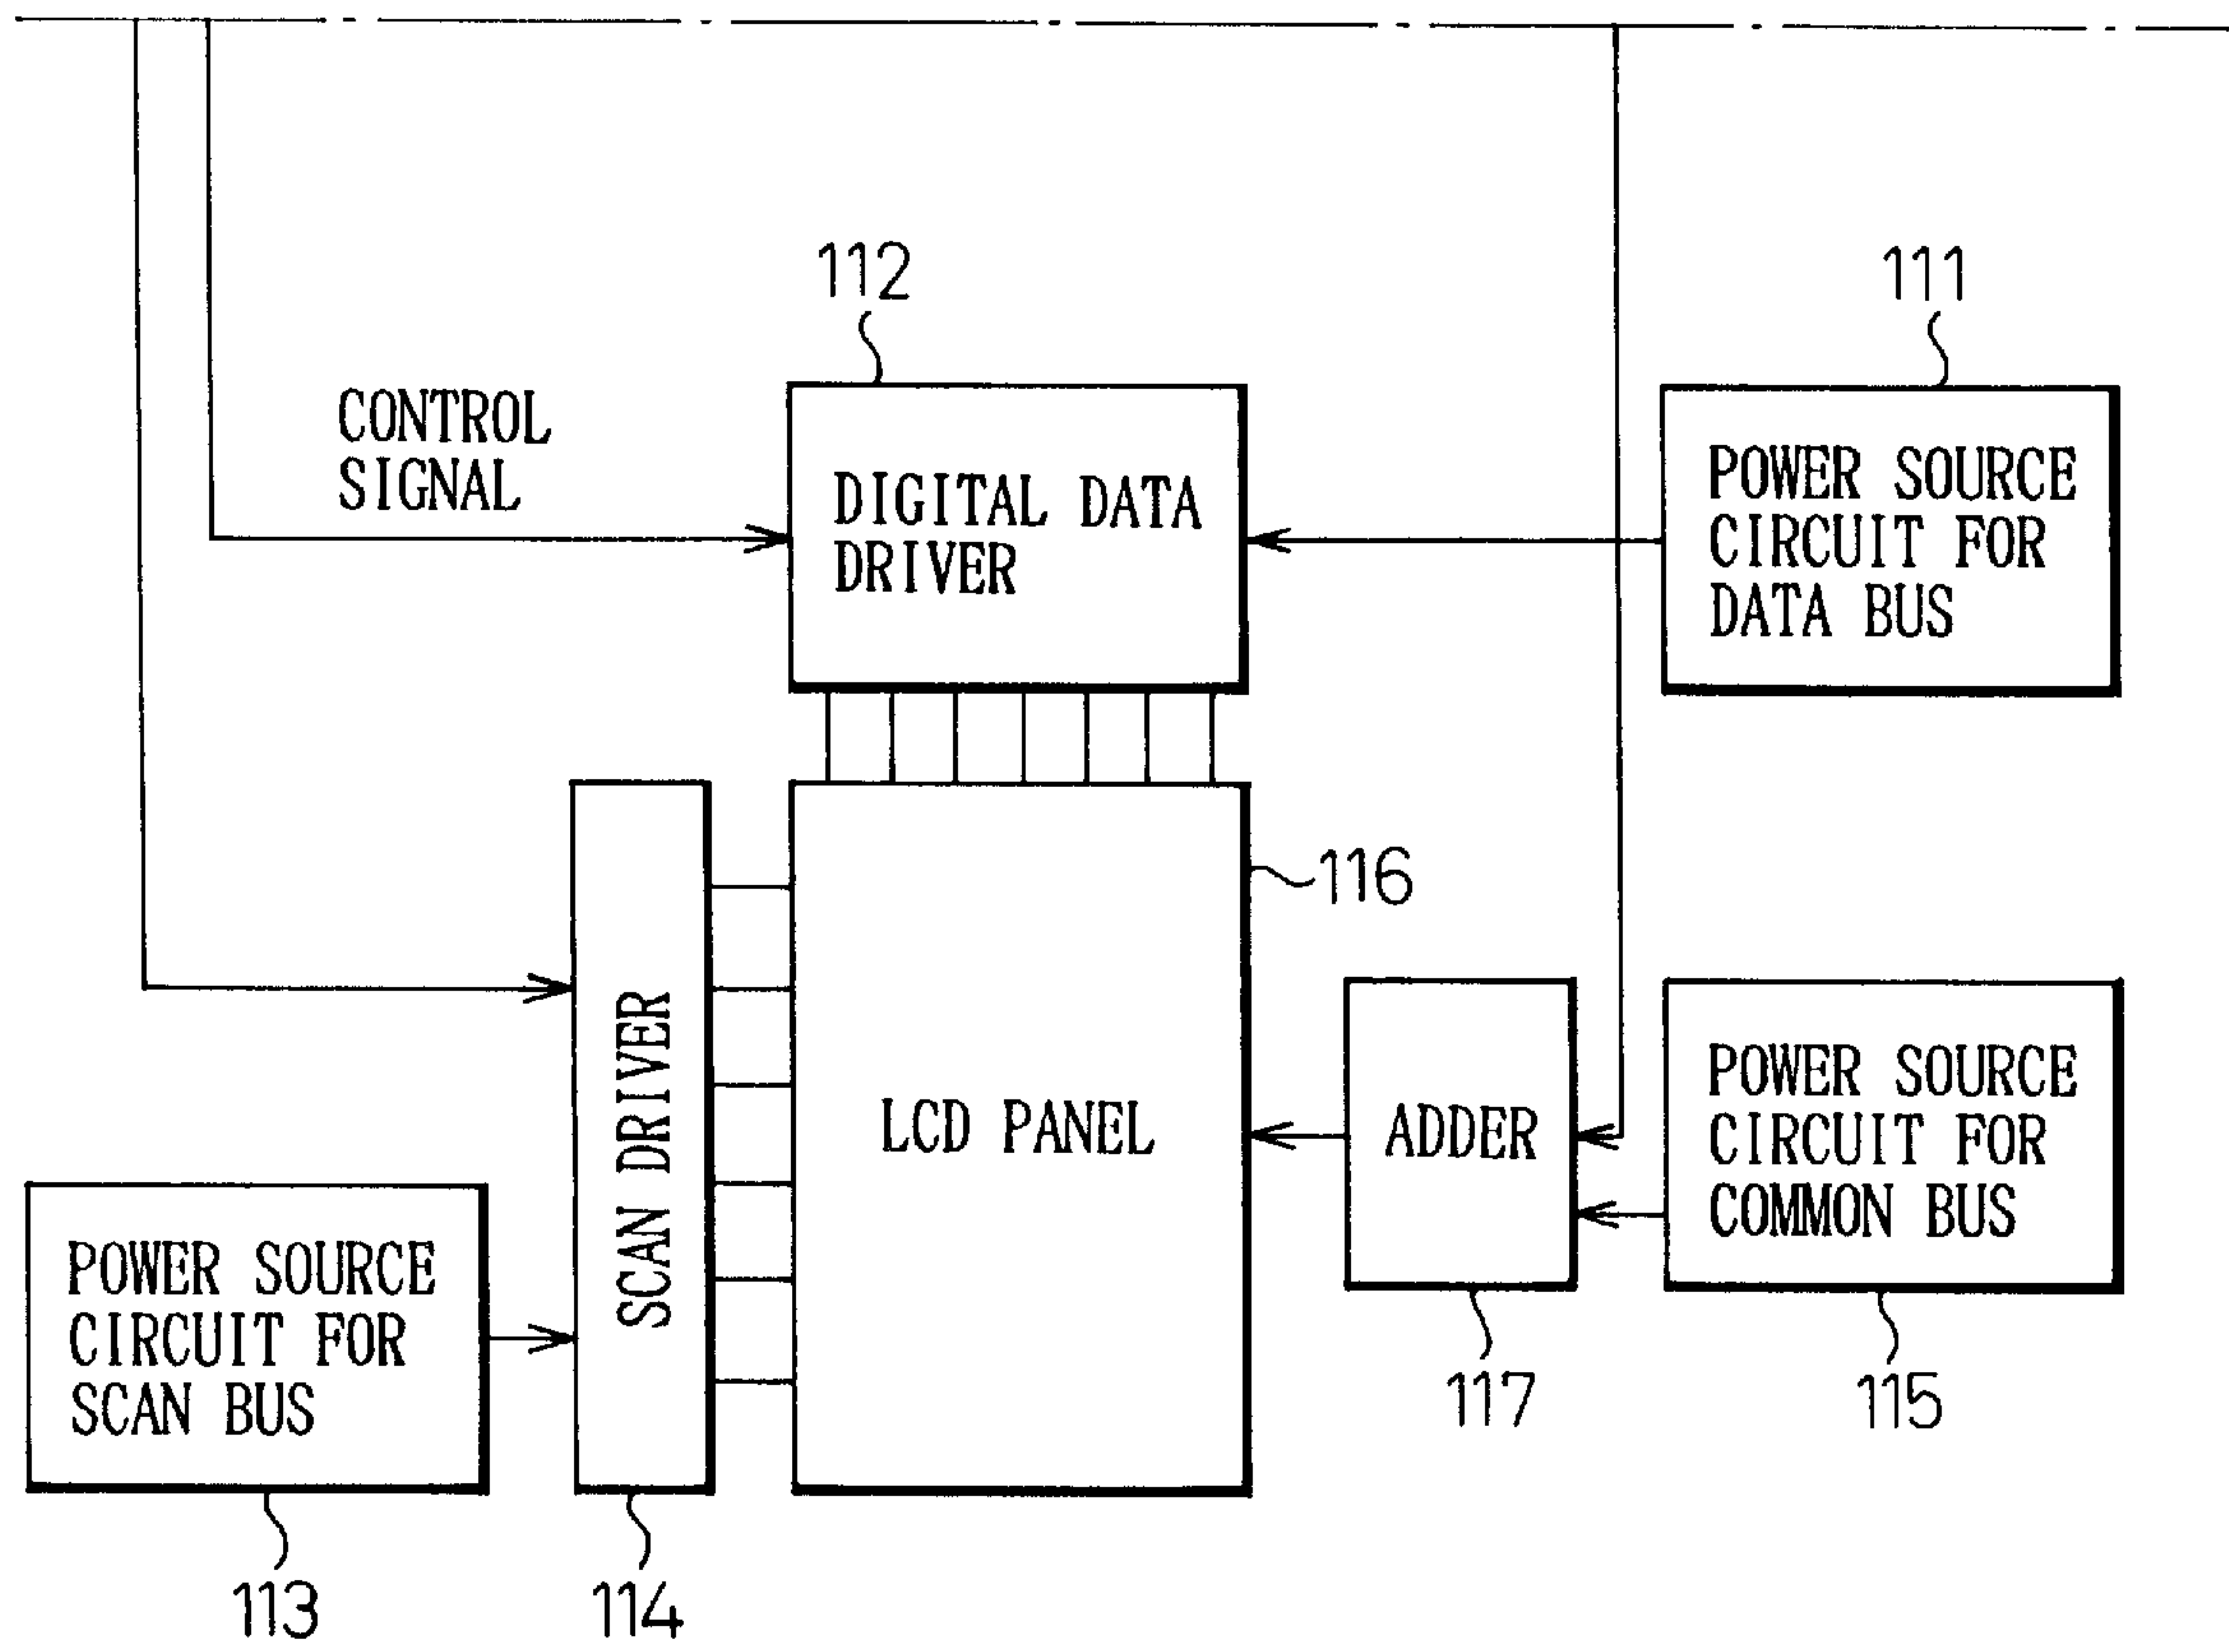 112
111
CONTROL
SIGNAL
DIGITAL DATA
DRIVER
POWER SOURCE
CIRCUIT FOR
DATA BUS
116
SCAN DRIVER
LCD PANEL
ADDER
POWER SOURCE
CIRCUIT FOR
COMMON BUS
POWER SOURCE
CIRCUIT FOR
SCAN BUS
117
115
113
114